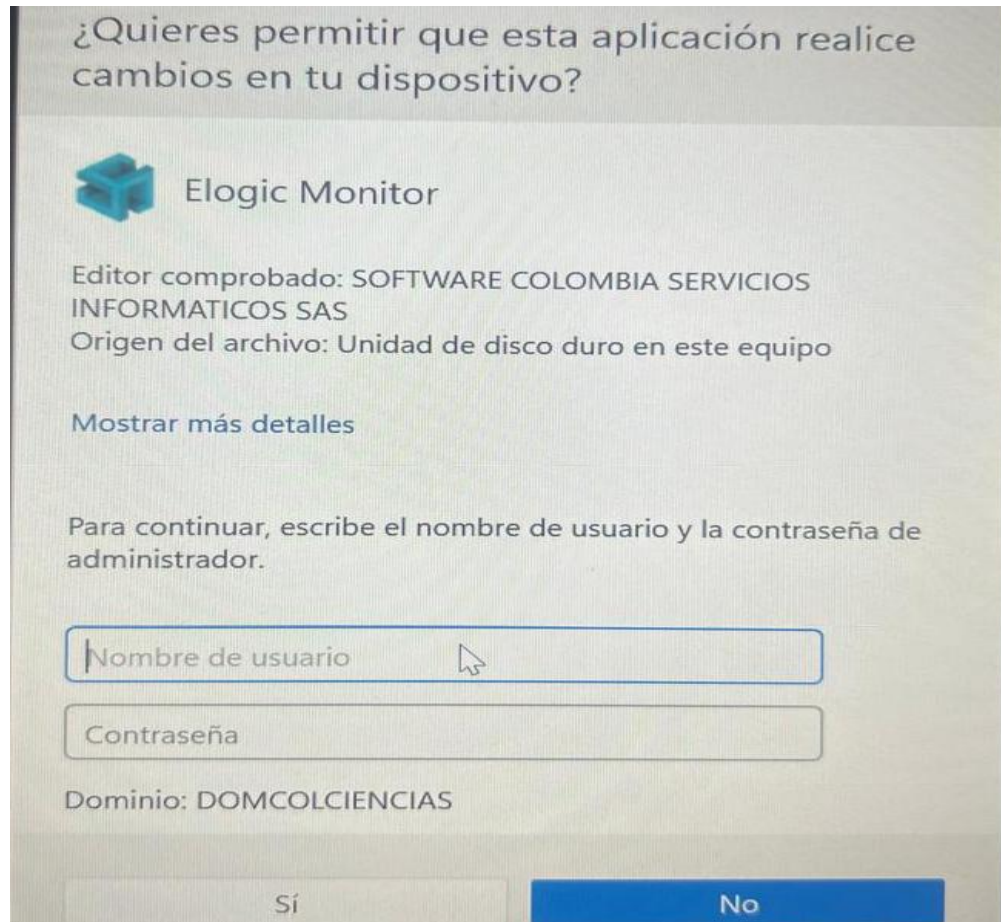 ¿Quieres permitir que esta aplicación realice
cambios en tu dispositivo?
Elogic Monitor
Editor comprobado: SOFTWARE COLOMBIA SERVICIOS
INFORMATICOS SAS
Origen del archivo: Unidad de disco duro en este equipo
Mostrar más detalles
Para continuar, escribe el nombre de usuario y la contraseña de
administrador.
Nombre de usuario
Contraseña
Dominio: DOMCOLCIENCIAS
Sí
No